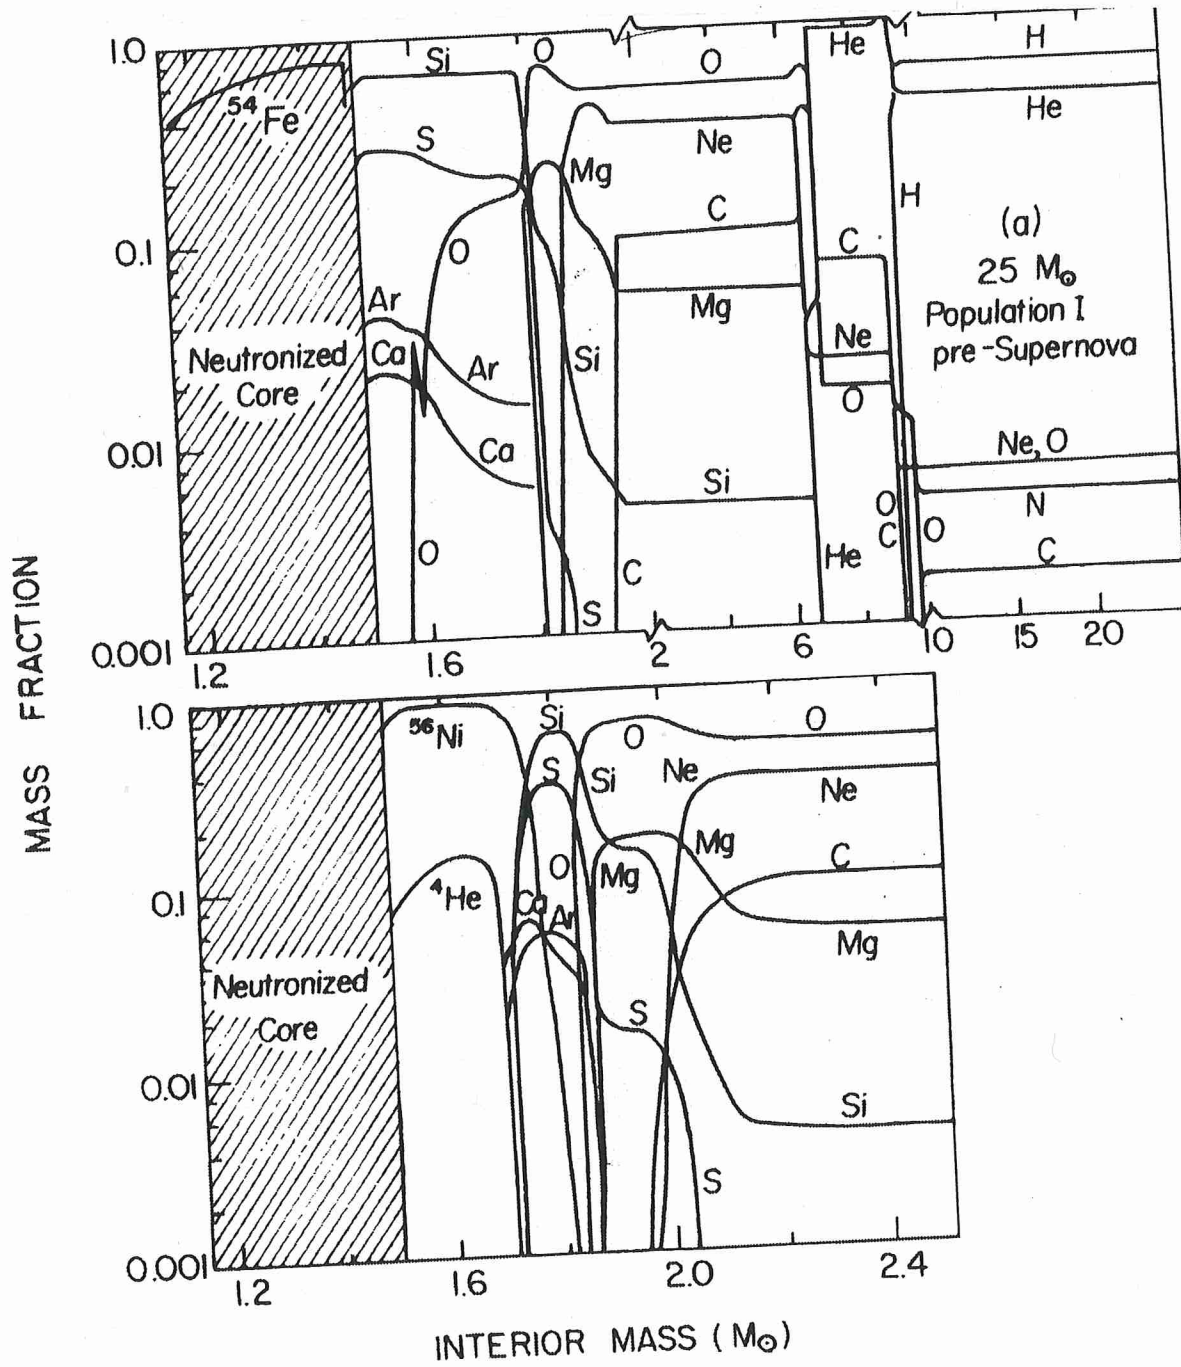 MASS FRACTION
1.0
0.1
0.01
0.001
54 Fe
Neutronized
Core
Si
S
O
Ar
Ca
Ar
Ca
O
O
Mg
Si
S
O
Ne
C
Mg
Si
C
He
C
Ne
O
He
H
O
C
O
H
He
(a)
25 M⊙
Population I
pre-Supernova
Ne, O
N
C
1.2
1.6
2
6
10
15
20
1.0
0.1
0.01
0.001
56Ni
4He
Neutronized
Core
Si
S
O
Ca
Ar
Si
O
Mg
S
Ne
Mg
O
Ne
C
Mg
Si
S
1.2
1.6
2.0
2.4
INTERIOR MASS (M⊙)